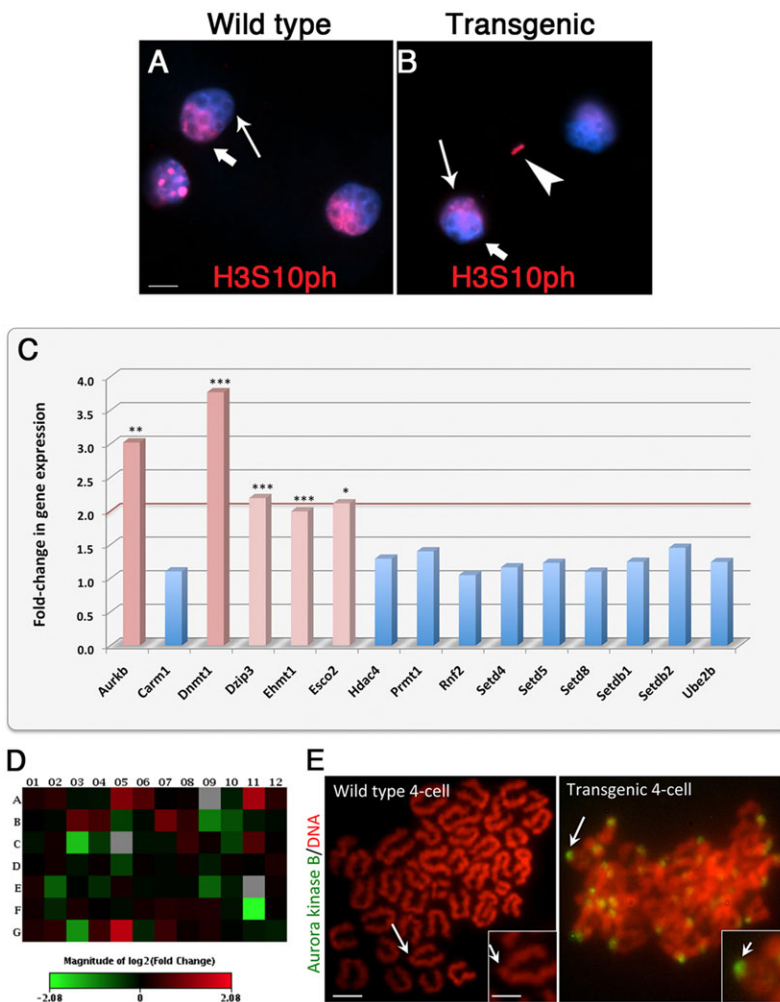 Wild type Transgenic
A B
H3S10ph H3S10ph
C
Fold-change in gene expression
4.0
3.5
3.0
2.5
2.0
1.5
1.0
0.5
0.0
** *** *** *** *
Aurkb Carm1 Dnmt1 Dzip3 Ehmt1 Esco2 Hdac4 Prmt1 Rnf2 Setd4 Setd5 Setd8 Setdb1 Setdb2 Ube2b
D
01 02 03 04 05 06 07 08 09 10 11 12
A
B
C
D
E
F
G
Magnitude of log2(Fold Change)
-2.08 0 2.08
E
Aurora kinase B/DNA
Wild type 4-cell Transgenic 4-cell